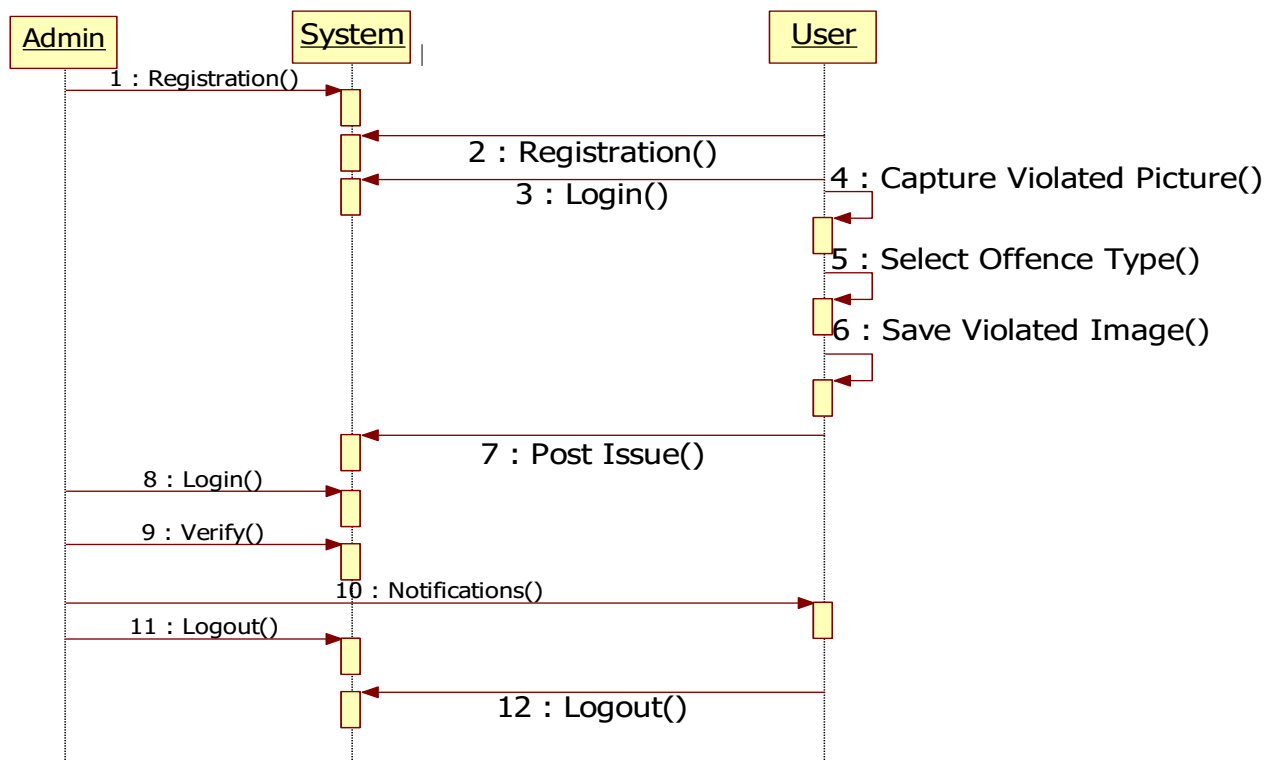 Admin
System
User
1 : Registration()
2 : Registration()
3 : Login()
4 : Capture Violated Picture()
5 : Select Offence Type()
6 : Save Violated Image()
7 : Post Issue()
8 : Login()
9 : Verify()
10 : Notifications()
11 : Logout()
12 : Logout()